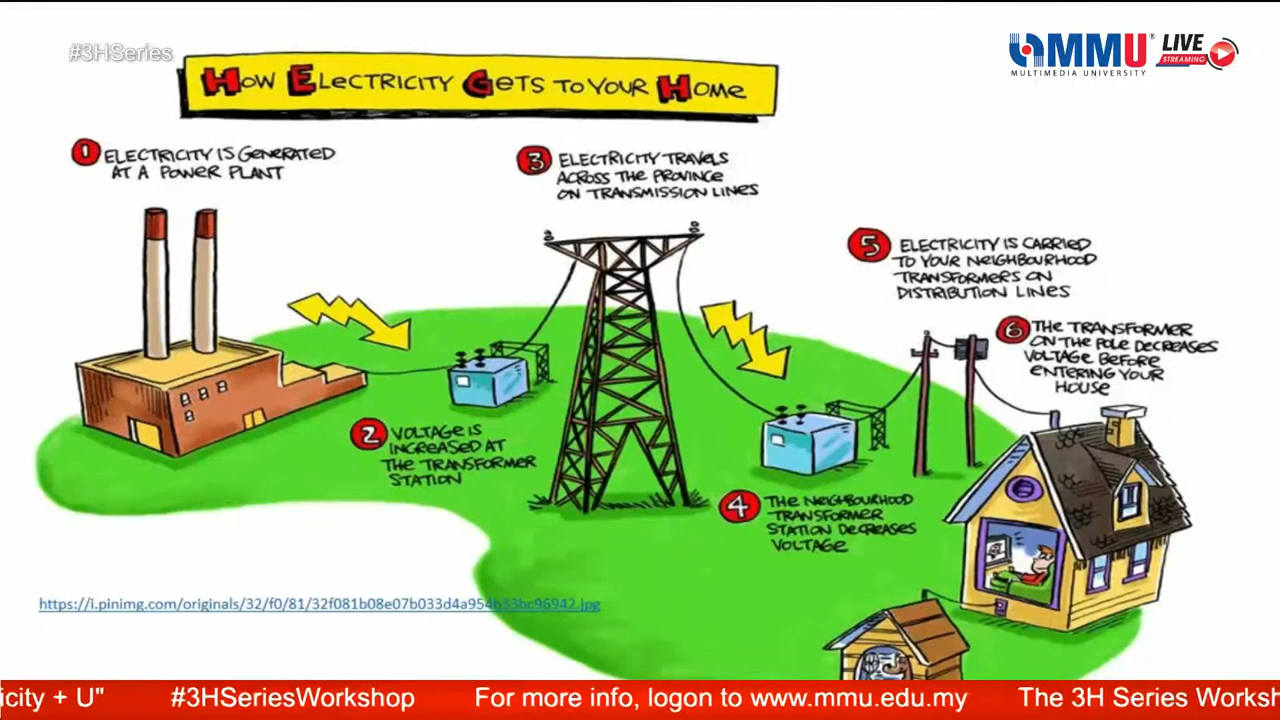 #3HSeries
MMU
LIVE
STREAMING
MULTIMEDIA UNIVERSITY
HOW ELECTRICITY GETS TO YOUR HOME
1 ELECTRICITY IS GENERATED
AT A POWER PLANT
2 VOLTAGE IS
INCREASED AT
THE TRANSFORMER
STATION
3 ELECTRICITY TRAVELS
ACROSS THE PROVINCE
ON TRANSMISSION LINES
4 THE NEIGHBOURHOOD
TRANSFORMER
STATION DECREASES
VOLTAGE
5 ELECTRICITY IS CARRIED
TO YOUR NEIGHBOURHOOD
TRANSFORMERS ON
DISTRIBUTION LINES
6 THE TRANSFORMER
ON THE POLE DECREASES
VOLTAGE BEFORE
ENTERING YOUR
HOUSE
icity + U" #3HSeriesWorkshop For more info, logon to www.mmu.edu.my The 3H Series Worksh